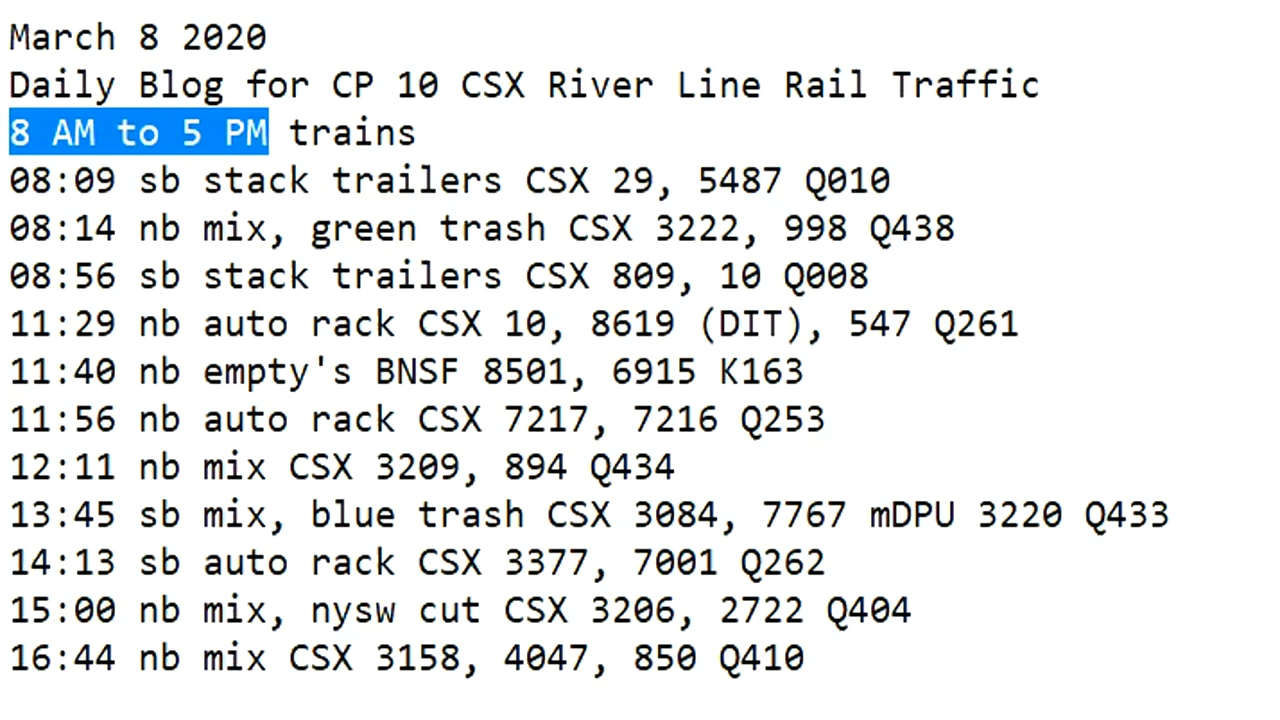 March 8 2020
Daily Blog for CP 10 CSX River Line Rail Traffic
8 AM to 5 PM trains
08:09 sb stack trailers CSX 29, 5487 Q010
08:14 nb mix, green trash CSX 3222, 998 Q438
08:56 sb stack trailers CSX 809, 10 Q008
11:29 nb auto rack CSX 10, 8619 (DIT), 547 Q261
11:40 nb empty's BNSF 8501, 6915 K163
11:56 nb auto rack CSX 7217, 7216 Q253
12:11 nb mix CSX 3209, 894 Q434
13:45 sb mix, blue trash CSX 3084, 7767 mDPU 3220 Q433
14:13 sb auto rack CSX 3377, 7001 Q262
15:00 nb mix, nysw cut CSX 3206, 2722 Q404
16:44 nb mix CSX 3158, 4047, 850 Q410